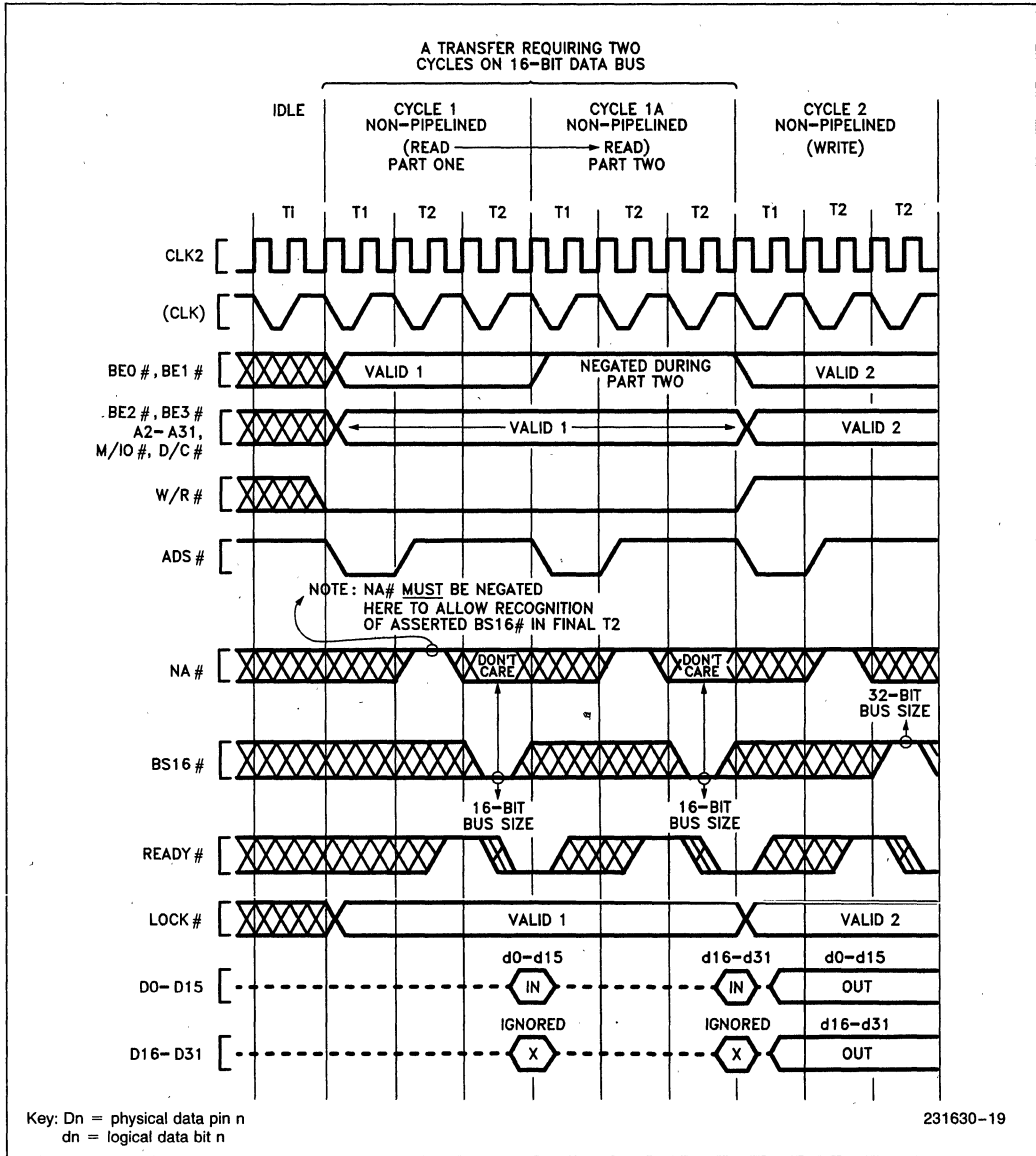 A TRANSFER REQUIRING TWO
CYCLES ON 16-BIT DATA BUS
IDLE
CYCLE 1
NON-PIPELINED
(READ
PART ONE
CYCLE 1A
NON-PIPELINED
READ)
PART TWO
CYCLE 2
NON-PIPELINED
(WRITE)
TI T1 T2 T2 T1 T2 T2 T1 T2 T2
CLK2
(CLK)
BE0 #, BE1 #
VALID 1
NEGATED DURING
PART TWO
VALID 2
BE2 #, BE3 #
A2-A31,
M/IO #, D/C #
VALID 1
VALID 2
W/R #
ADS #
NOTE: NA# MUST BE NEGATED
HERE TO ALLOW RECOGNITION
OF ASSERTED BS16# IN FINAL T2
NA #
DON'T
CARE
DON'T
CARE
32-BIT
BUS SIZE
BS16 #
16-BIT
BUS SIZE
16-BIT
BUS SIZE
READY #
LOCK #
VALID 1
VALID 2
d0-d15
d16-d31
d0-d15
D0-D15
IN
IN
OUT
IGNORED
IGNORED
d16-d31
D16-D31
X
X
OUT
Key: Dn = physical data pin n
dn = logical data bit n
231630-19